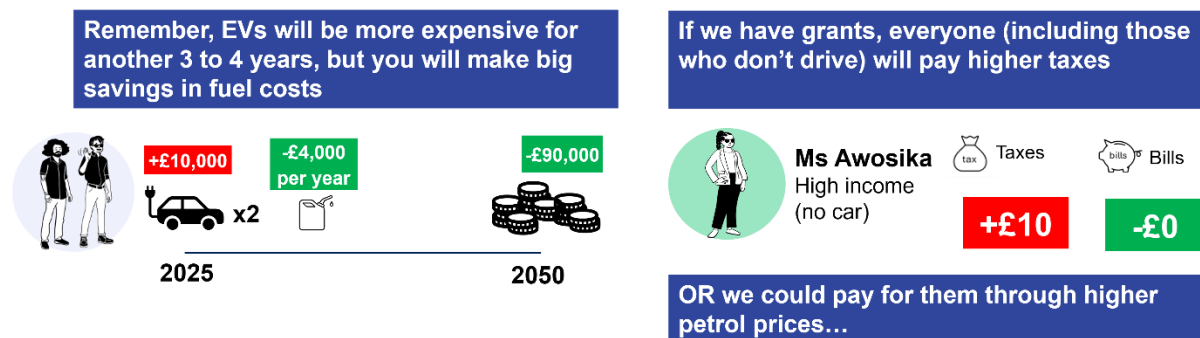 Remember, EVs will be more expensive for
another 3 to 4 years, but you will make big
savings in fuel costs
+£10,000
x2
-£4,000
per year
-£90,000
2025
2050
If we have grants, everyone (including those
who don't drive) will pay higher taxes
Ms Awosika
High income
(no car)
tax
Taxes
bills
Bills
+£10
-£0
OR we could pay for them through higher
petrol prices…